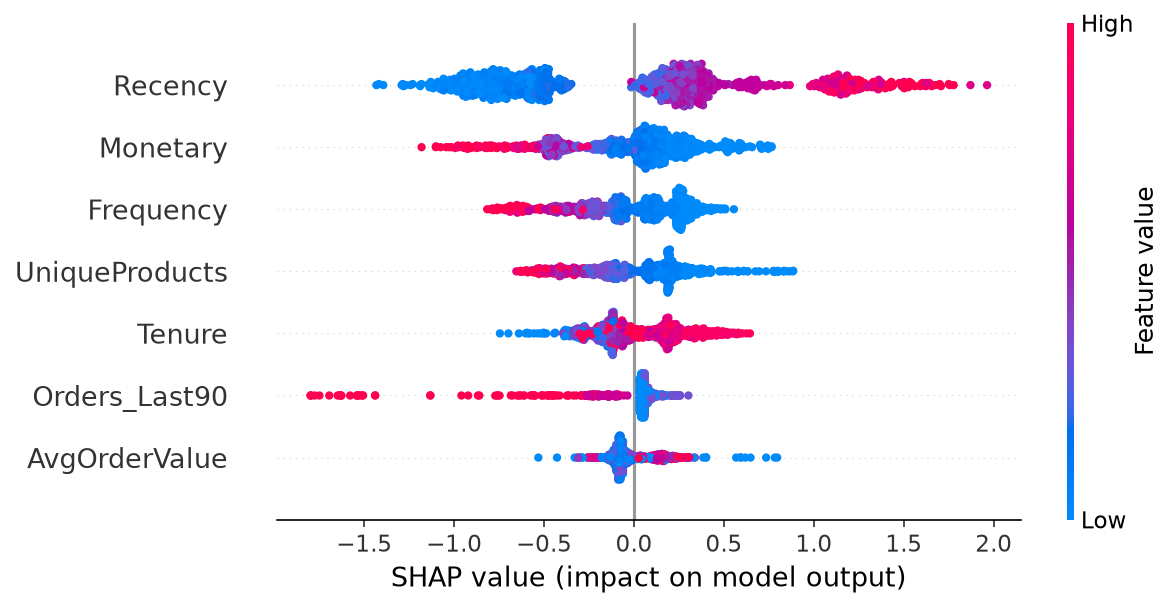 High
Recency
Monetary
Frequency
UniqueProducts
Tenure
Orders_Last90
AvgOrderValue
Feature value
Low
−1.5 −1.0 −0.5 0.0 0.5 1.0 1.5 2.0
SHAP value (impact on model output)